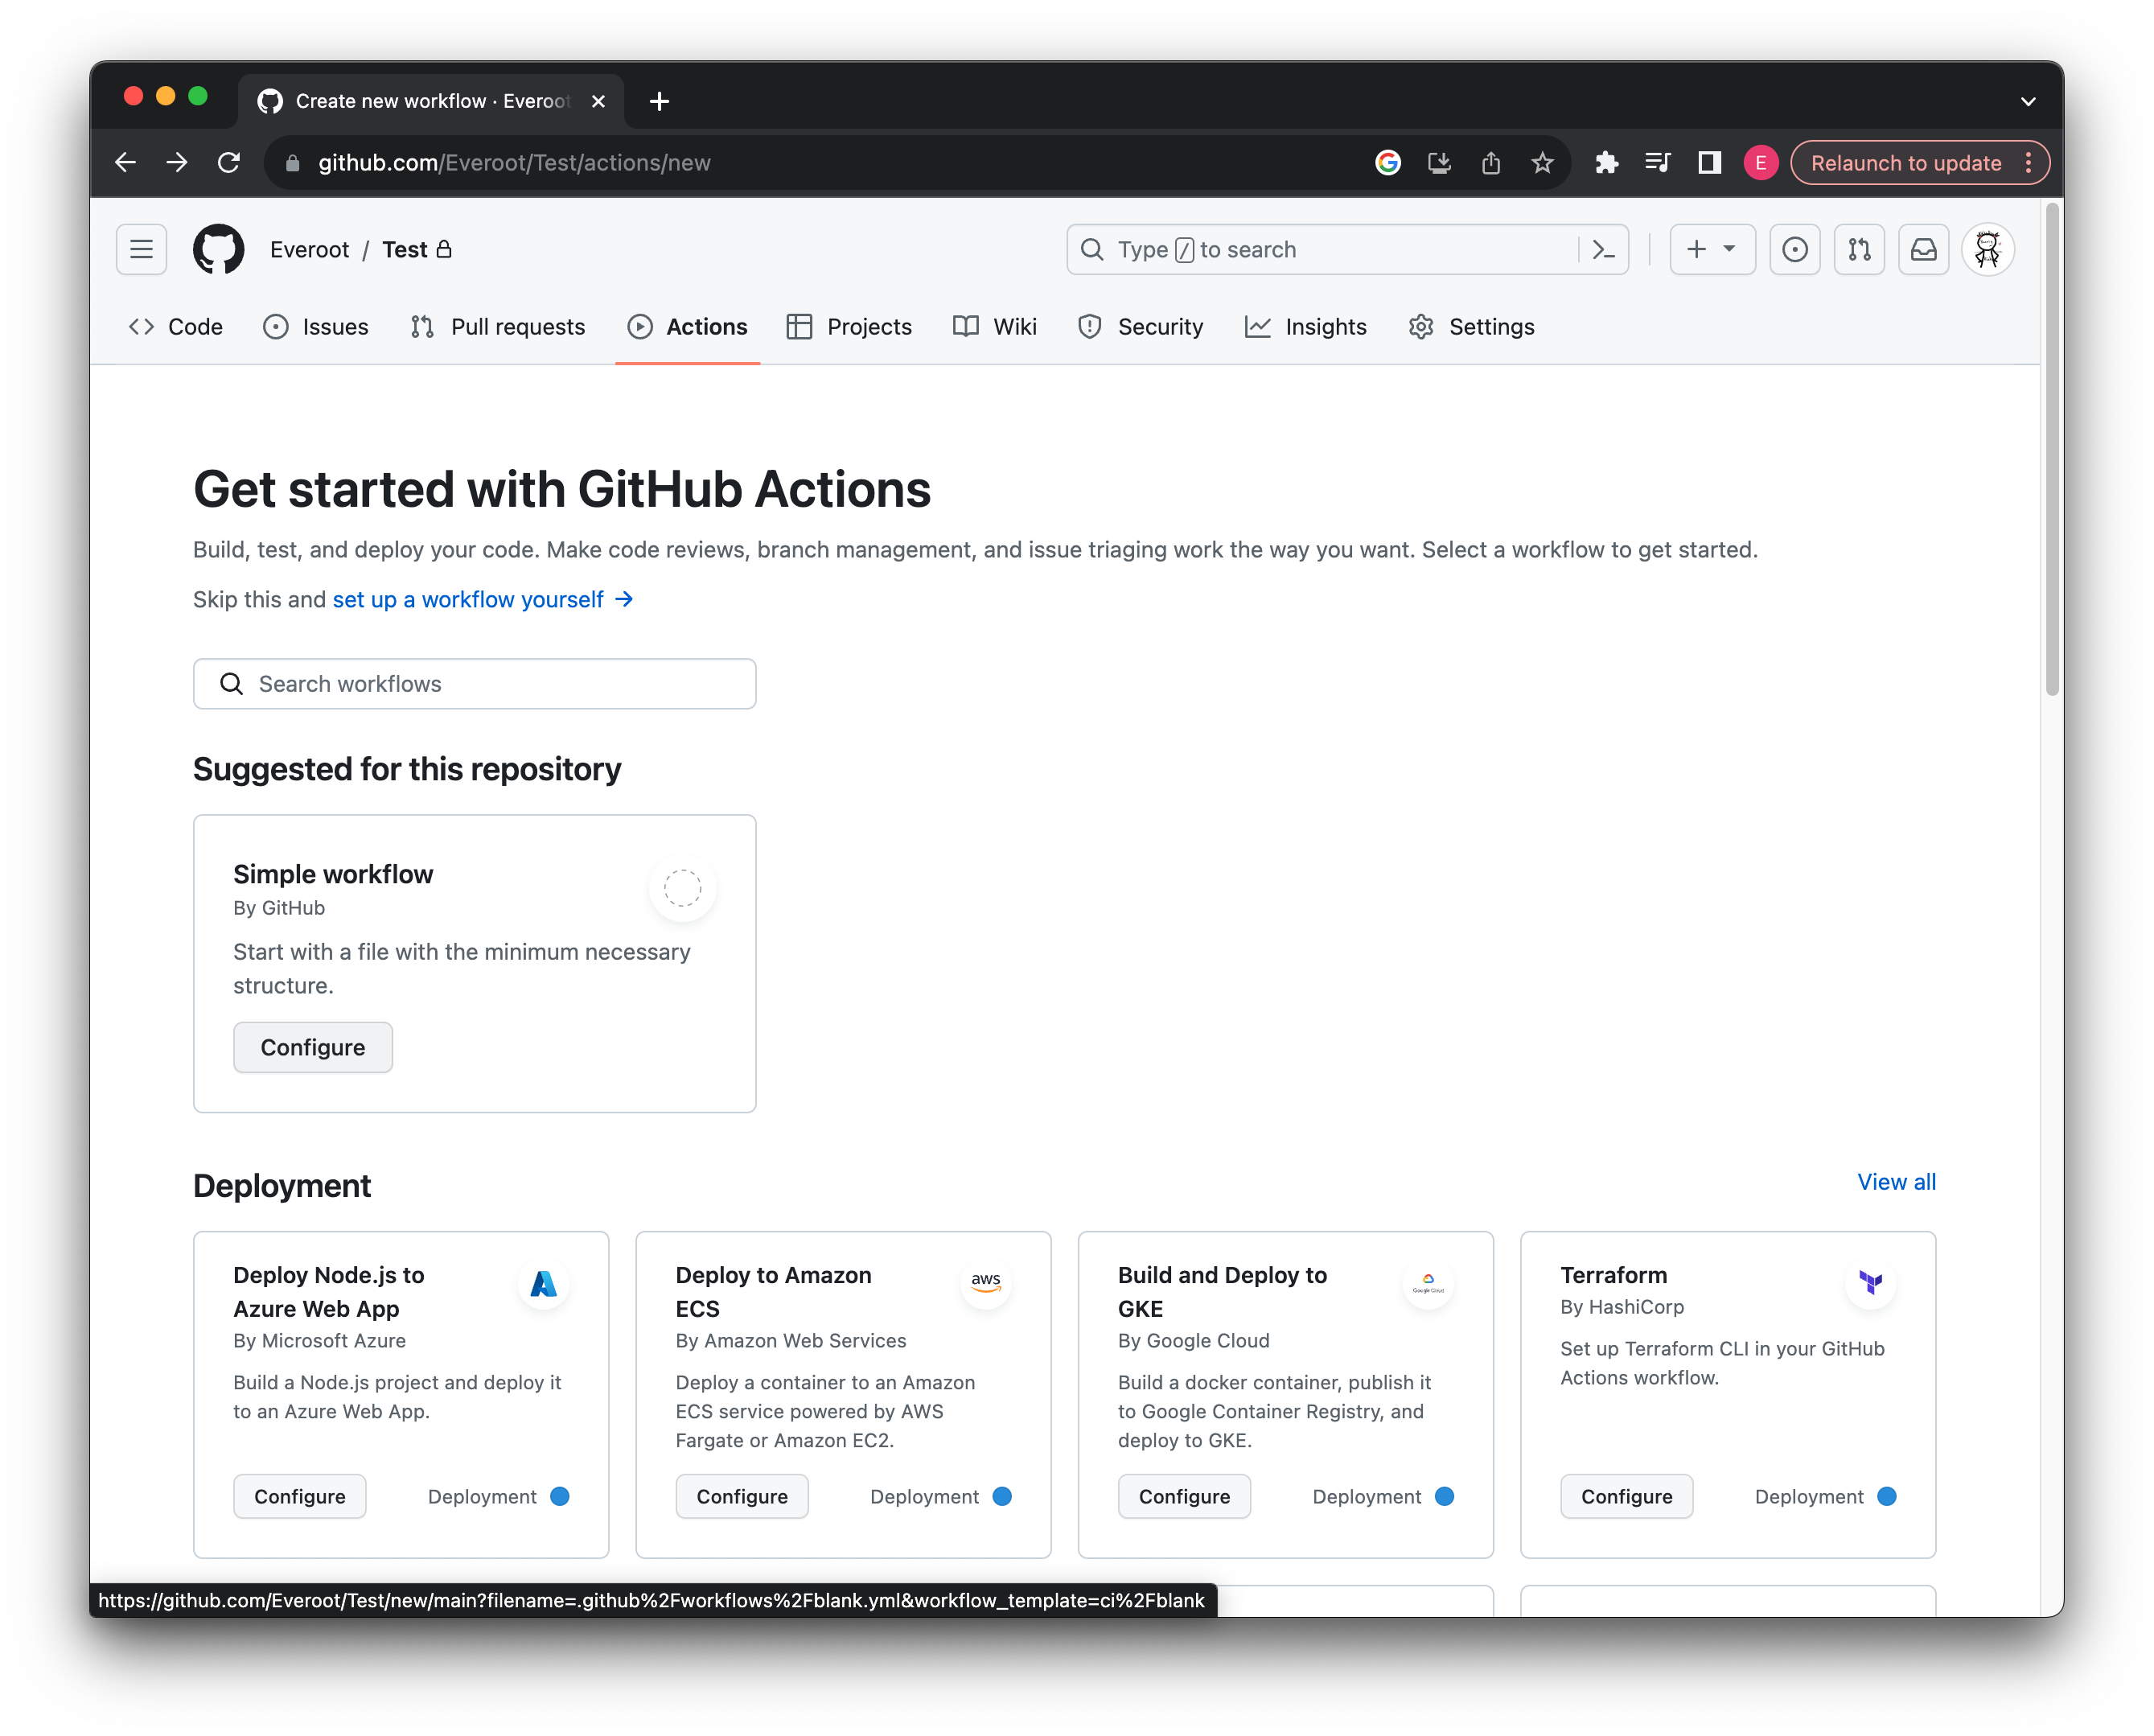 Create new workflow · Everoot
github.com/Everoot/Test/actions/new
E
Relaunch to update
Everoot / Test
Type / to search
Code
Issues
Pull requests
Actions
Projects
Wiki
Security
Insights
Settings
Get started with GitHub Actions
Build, test, and deploy your code. Make code reviews, branch management, and issue triaging work the way you want. Select a workflow to get started.
Skip this and set up a workflow yourself →
Search workflows
Suggested for this repository
Simple workflow
By GitHub
Start with a file with the minimum necessary
structure.
Configure
Deployment
View all
Deploy Node.js to
Azure Web App
By Microsoft Azure
Build a Node.js project and deploy it
to an Azure Web App.
Configure
Deployment
Deploy to Amazon
ECS
aws
By Amazon Web Services
Deploy a container to an Amazon
ECS service powered by AWS
Fargate or Amazon EC2.
Configure
Deployment
Build and Deploy to
GKE
Google Cloud
By Google Cloud
Build a docker container, publish it
to Google Container Registry, and
deploy to GKE.
Configure
Deployment
Terraform
By HashiCorp
Set up Terraform CLI in your GitHub
Actions workflow.
Configure
Deployment
https://github.com/Everoot/Test/new/main?filename=.github%2Fworkflows%2Fblank.yml&workflow_template=ci%2Fblank